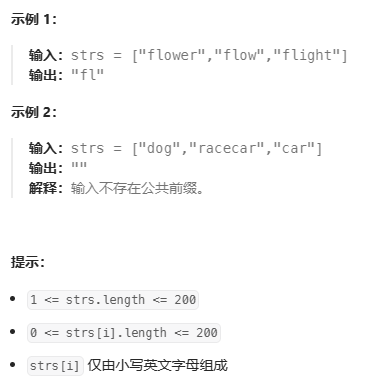 示例 1：
输入：strs = ["flower","flow","flight"]
输出："fl"
示例 2：
输入：strs = ["dog","racecar","car"]
输出：""
解释：输入不存在公共前缀。
提示：
1 <= strs.length <= 200
0 <= strs[i].length <= 200
strs[i] 仅由小写英文字母组成